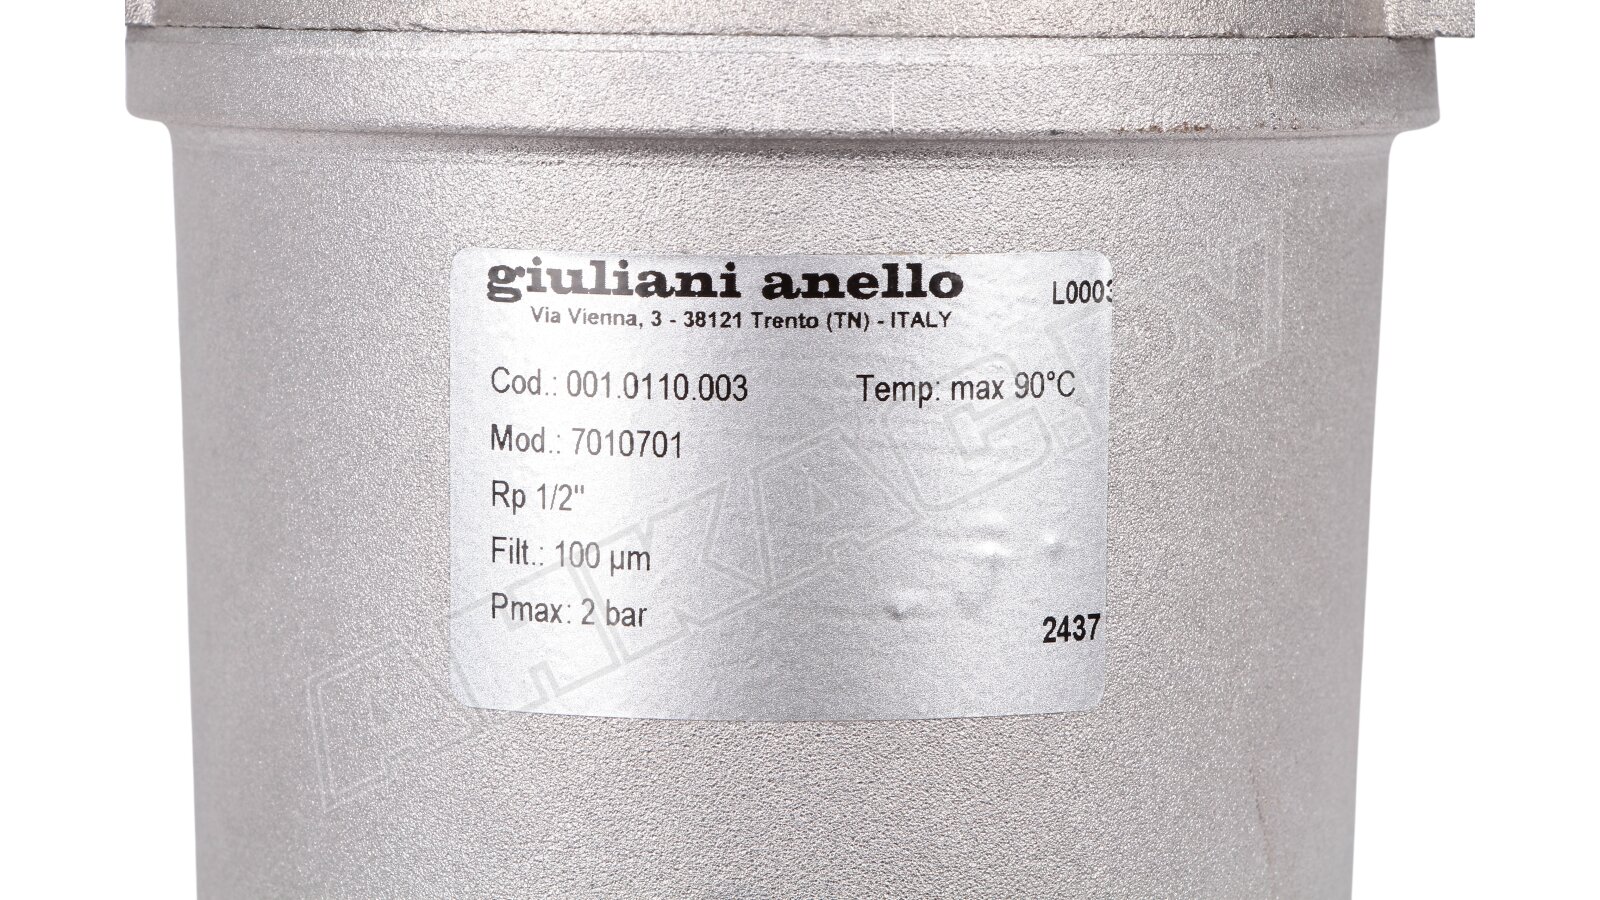 giuliani anello
L0003
Via Vienna, 3 - 38121 Trento (TN) - ITALY
Cod.: 001.0110.003
Temp: max 90°C
Mod.: 7010701
Rp 1/2"
Filt.: 100 µm
Pmax: 2 bar
2437